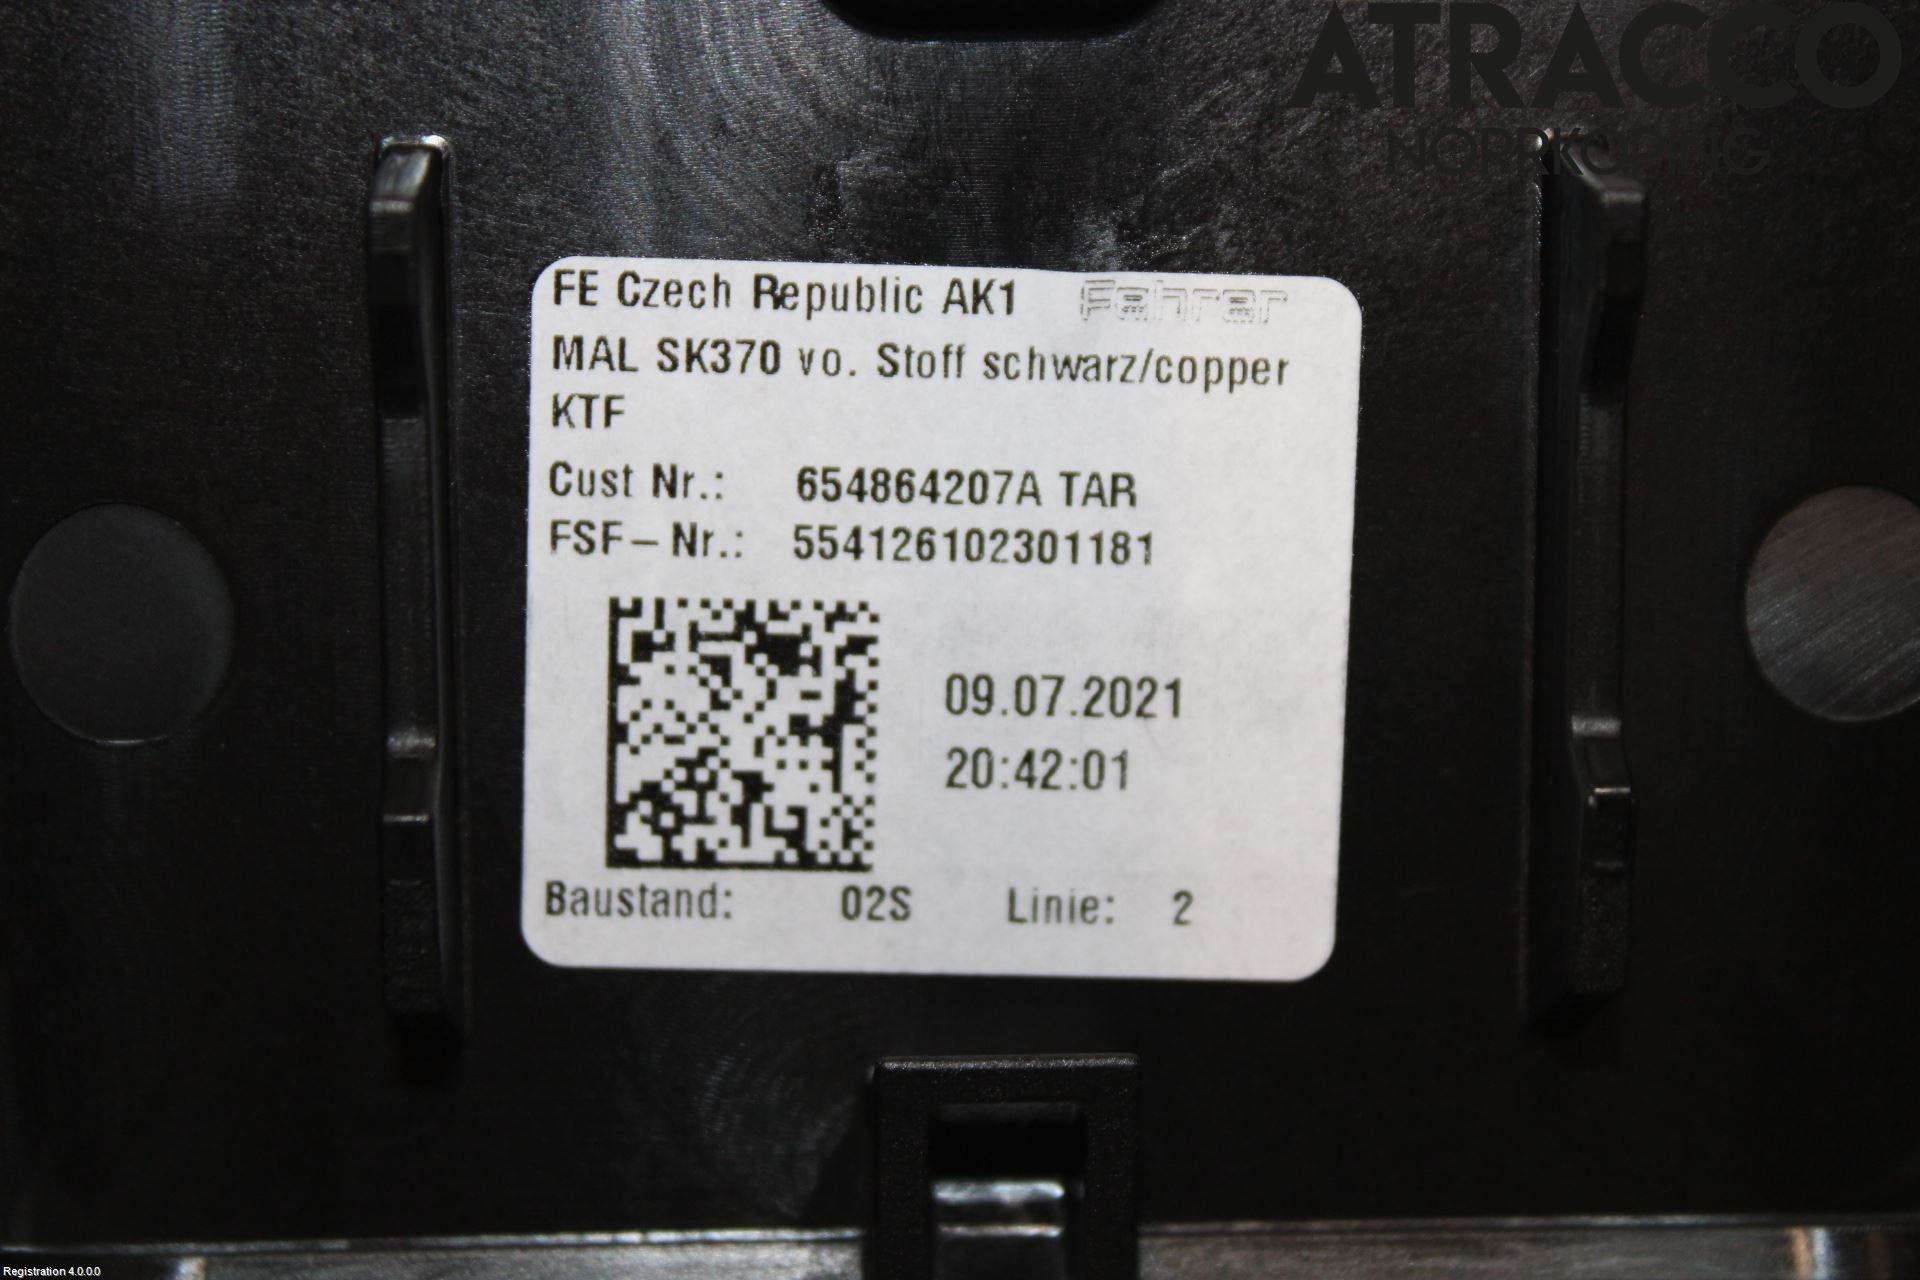 ATRACCO
NORRKÖPING
FE Czech Republic AK1 Fehrer
MAL SK370 vo. Stoff schwarz/copper
KTF
Cust Nr.: 654864207A TAR
FSF-Nr.: 554126102301181
09.07.2021
20:42:01
Baustand: 02S Linie: 2
Registration 4.0.0.0